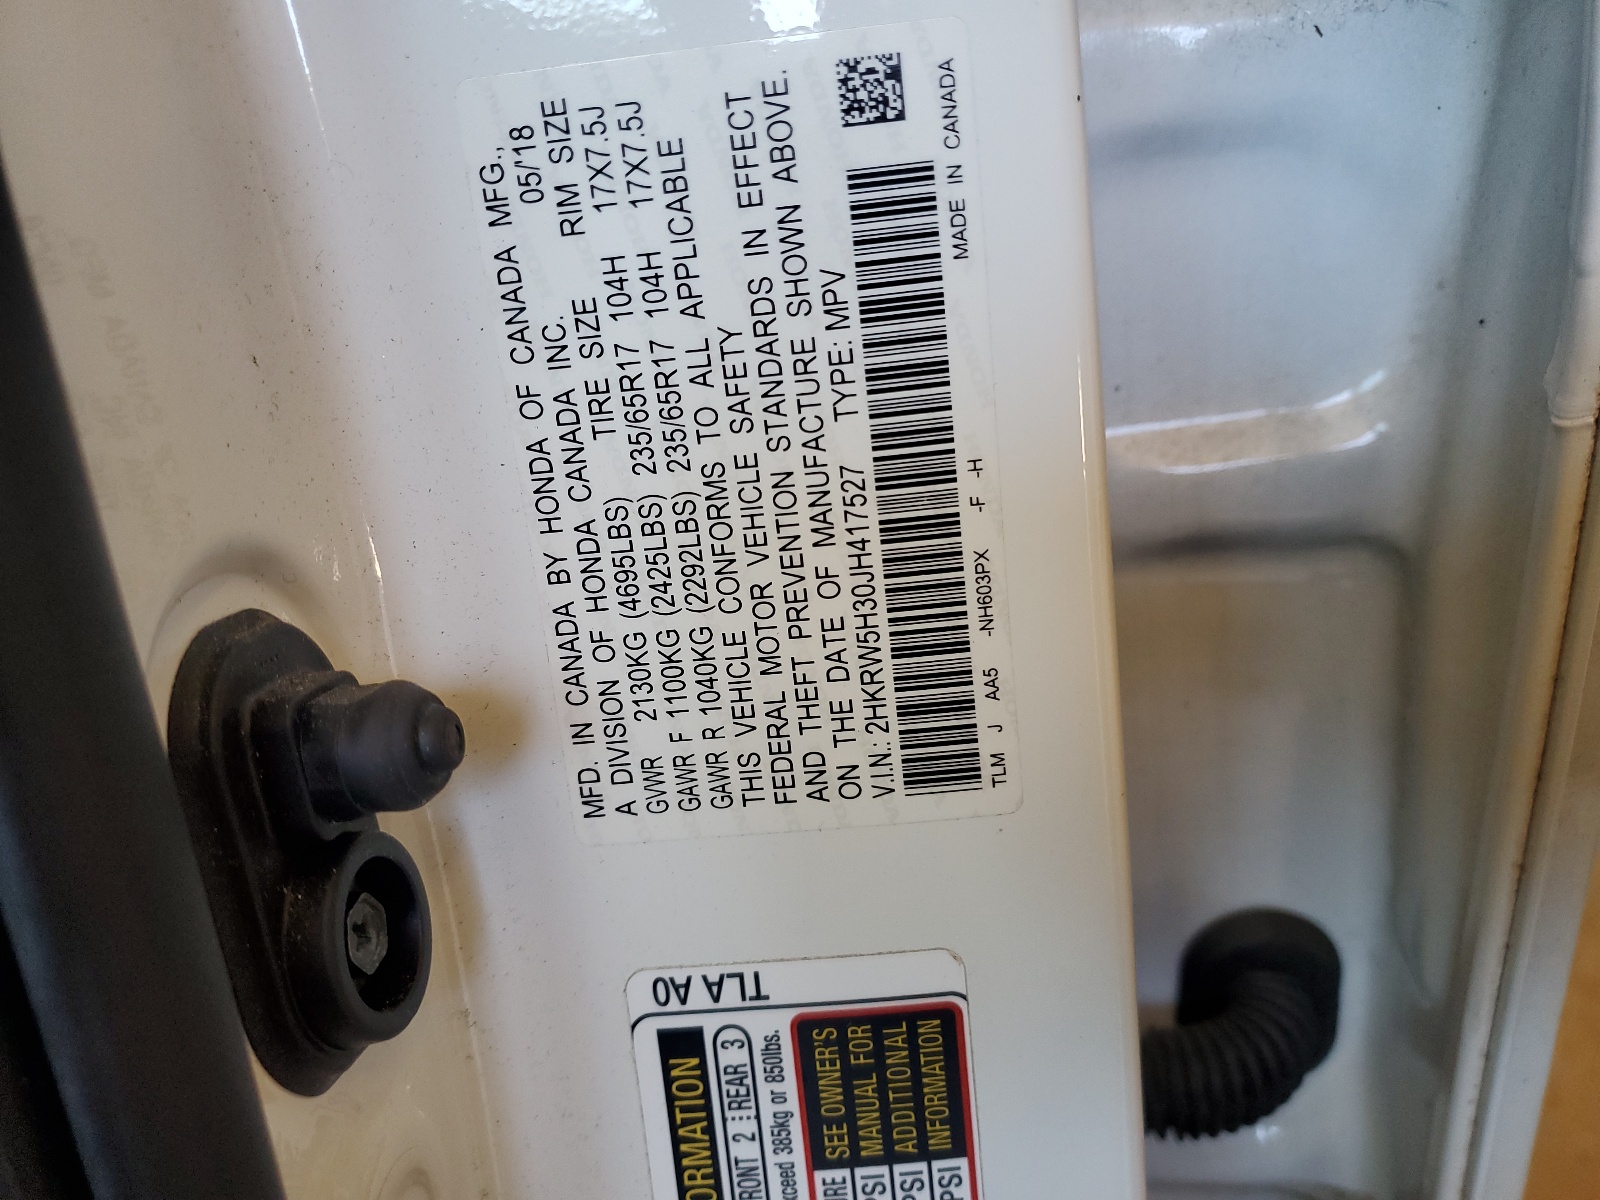 MFD. IN CANADA BY HONDA OF CANADA MFG.,
A DIVISION OF HONDA CANADA INC. 05/'18
GVWR 2130KG (4695LBS) TIRE SIZE RIM SIZE
GAWR F 1100KG (2425LBS) 235/65R17 104H 17X7.5J
GAWR R 1040KG (2292LBS) 235/65R17 104H 17X7.5J
THIS VEHICLE CONFORMS TO ALL APPLICABLE
FEDERAL MOTOR VEHICLE SAFETY
AND THEFT PREVENTION STANDARDS IN EFFECT
ON THE DATE OF MANUFACTURE SHOWN ABOVE.
V.I.N.: 2HKRW5H30JH417527 TYPE: MPV
TLM J AA5 -NH603PX -F -H MADE IN CANADA
TLA A0
ORMATION
RONT 2 REAR 3
xceed 385kg or 850lbs.
URE SEE OWNER'S
PSI MANUAL FOR
PSI ADDITIONAL
PSI INFORMATION